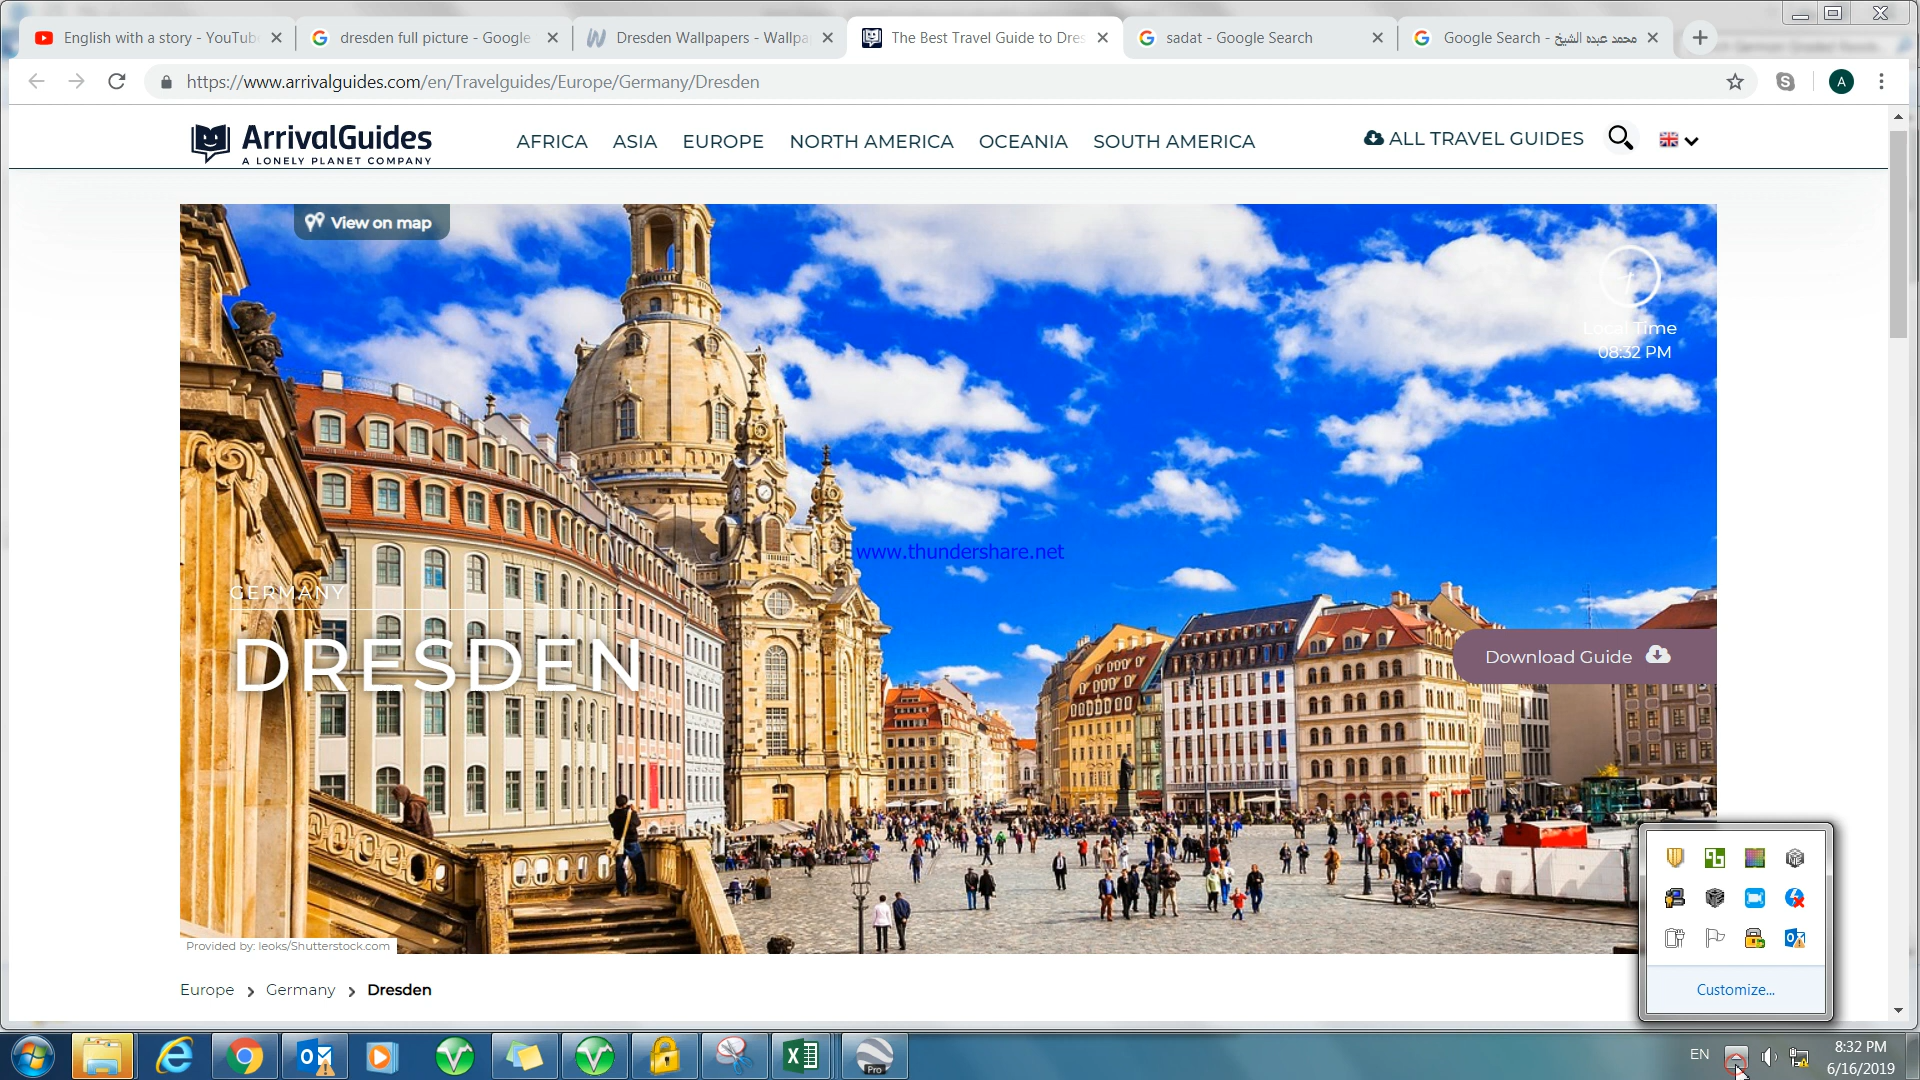 English with a story - YouTube
dresden full picture - Google
Dresden Wallpapers - Wallpa
The Best Travel Guide to Dres
sadat - Google Search
Google Search - محمد عبده الشيخ
https://www.arrivalguides.com/en/Travelguides/Europe/Germany/Dresden
A
ArrivalGuides
A LONELY PLANET COMPANY
AFRICA
ASIA
EUROPE
NORTH AMERICA
OCEANIA
SOUTH AMERICA
ALL TRAVEL GUIDES
View on map
Local Time
08:32 PM
www.thundershare.net
GERMANY
DRESDEN
Download Guide
Provided by: leoks/Shutterstock.com
Europe
Germany
Dresden
Customize...
Pro
EN
8:32 PM
6/16/2019